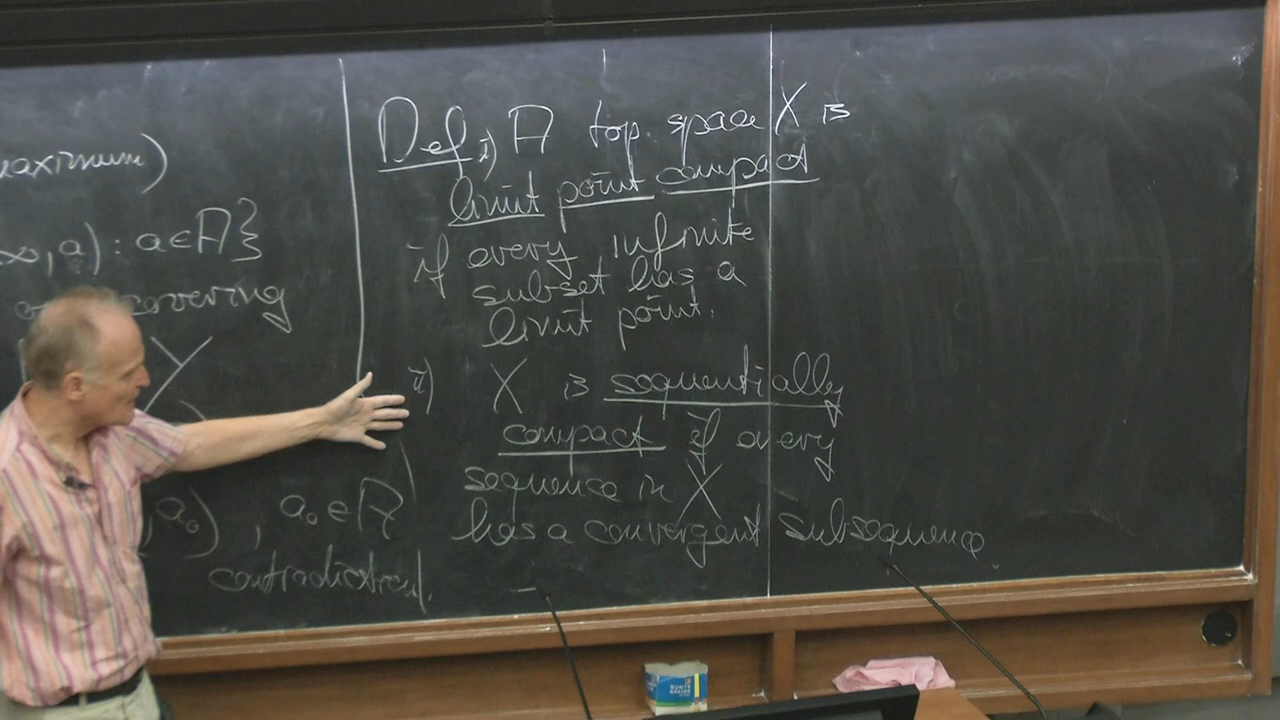 maximum)
∞, a) : a ∈ A}
covering
Y
a₀) , a₀ ∈ A
contradiction!
Def i) A top. space X is
limit point compact
if every infinite
subset has a
limit point.
ii) X is sequentially
compact if every
sequence in X
has a convergent subsequence.